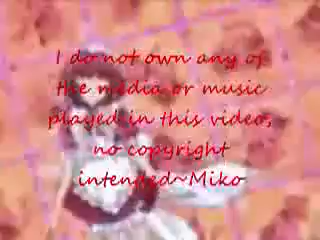 I do not own any of
the media or music
played in this video,
no copyright
intended~Miko